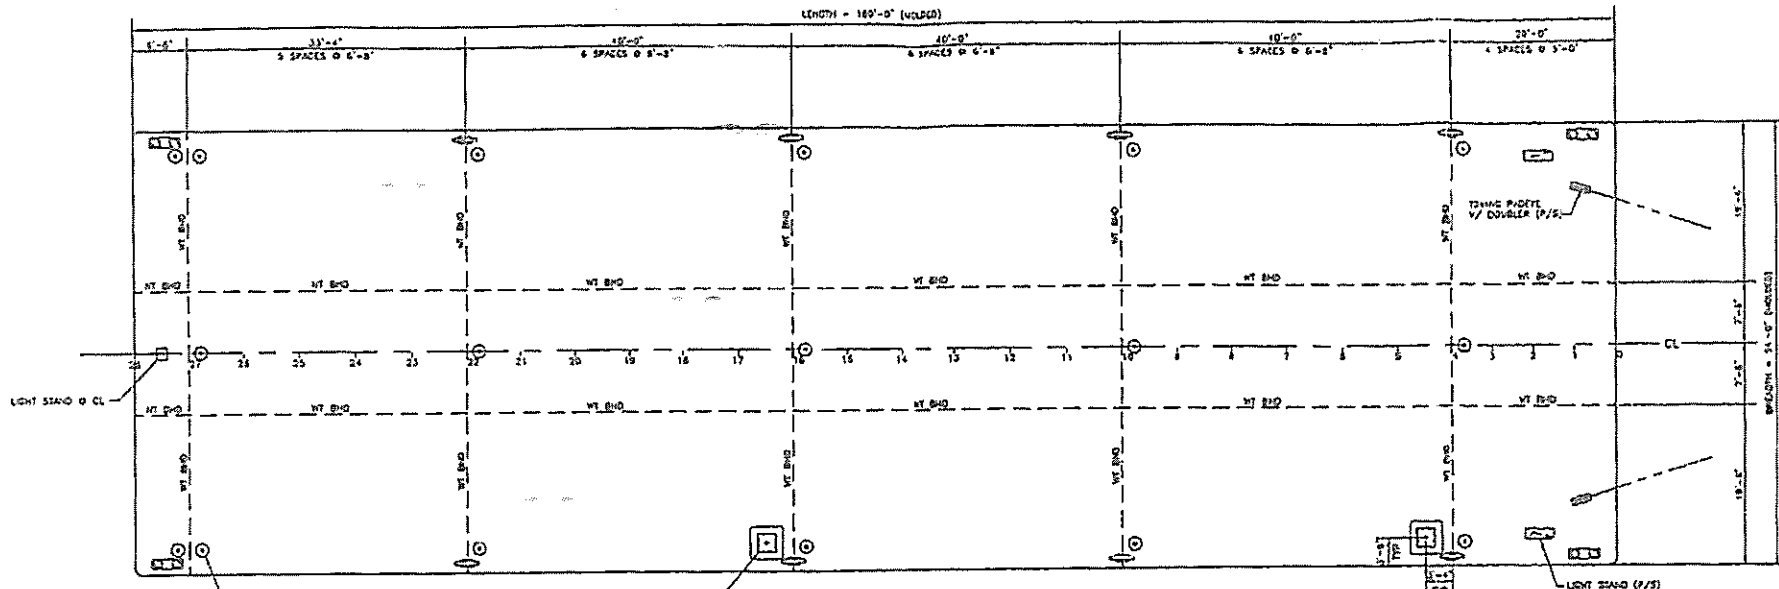 LENGTH = 180'-0" (MOLDED)
6'-8" 33'-4" 40'-0" 40'-0" 40'-0" 20'-0"
5 SPACES @ 6'-8" 6 SPACES @ 6'-8" 6 SPACES @ 6'-8" 6 SPACES @ 6'-8" 4 SPACES @ 5'-0"
TOWING PADEYE
W/ DOUBLER (P/S)
WT BHD WT BHD WT BHD WT BHD WT BHD
WT BHD WT BHD WT BHD WT BHD WT BHD WT BHD
28 27 26 25 24 23 22 21 20 19 18 17 16 15 14 13 12 11 10 9 8 7 6 5 4 3 2 1 0 CL
LIGHT STAND @ CL
WT BHD WT BHD WT BHD WT BHD WT BHD WT BHD
WT BHD WT BHD WT BHD WT BHD WT BHD
7'-6"
7'-6"
BREADTH = 54'-0" (MOLDED)
TYP
LIGHT STAND (P/S)